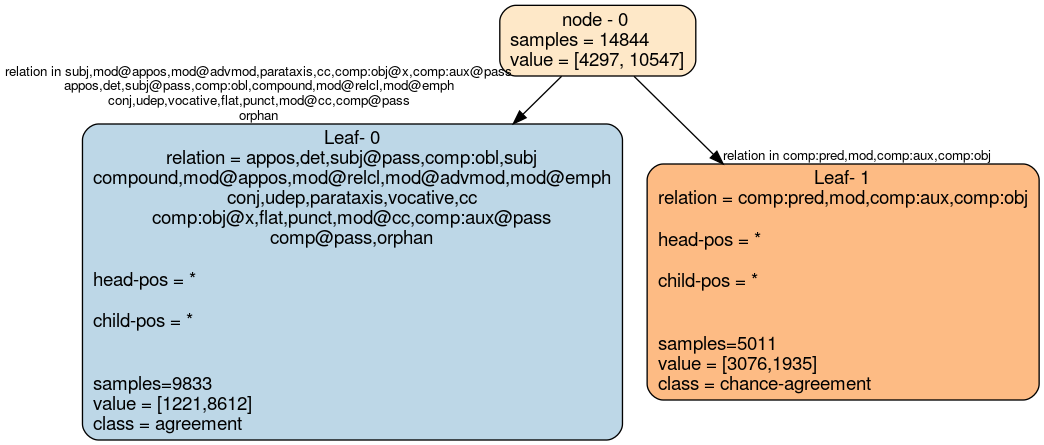 node - 0
samples = 14844
value = [4297, 10547]
relation in subj,mod@appos,mod@advmod,parataxis,cc,comp:obj@x,comp:aux@pass
appos,det,subj@pass,comp:obl,compound,mod@relcl,mod@emph
conj,udep,vocative,flat,punct,mod@cc,comp@pass
orphan
relation in comp:pred,mod,comp:aux,comp:obj
Leaf- 0
relation = appos,det,subj@pass,comp:obl,subj
compound,mod@appos,mod@relcl,mod@advmod,mod@emph
conj,udep,parataxis,vocative,cc
comp:obj@x,flat,punct,mod@cc,comp:aux@pass
comp@pass,orphan
head-pos = *
child-pos = *
samples=9833
value = [1221,8612]
class = agreement
Leaf- 1
relation = comp:pred,mod,comp:aux,comp:obj
head-pos = *
child-pos = *
samples=5011
value = [3076,1935]
class = chance-agreement